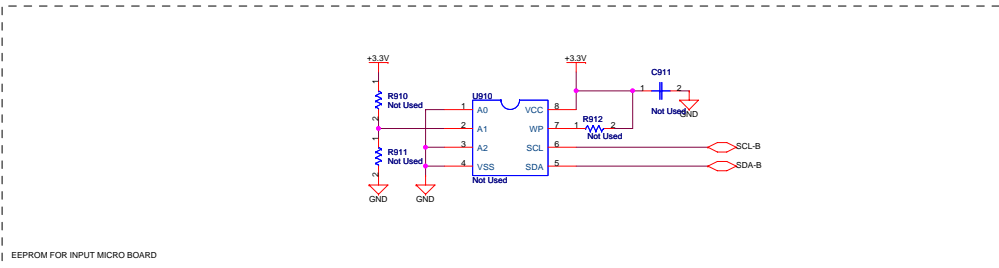 +3.3V
+3.3V
C911
1
2
Not Used
GND
1
R910
Not Used
2
U910
1
A0
VCC
8
2
A1
WP
7
1
R912
2
Not Used
3
A2
SCL
6
SCL-B
4
VSS
SDA
5
SDA-B
Not Used
1
R911
Not Used
2
GND
GND
EEPROM FOR INPUT MICRO BOARD